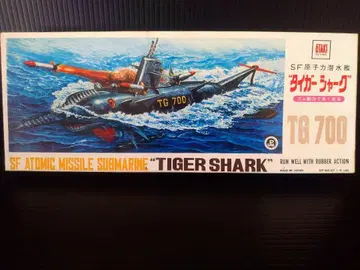 OTAKI
SF原子力潜水艦
"タイガーシャーク"
TG 700
TG 700
SF ATOMIC MISSILE SUBMARINE "TIGER SHARK"
RUN WELL WITH RUBBER ACTION